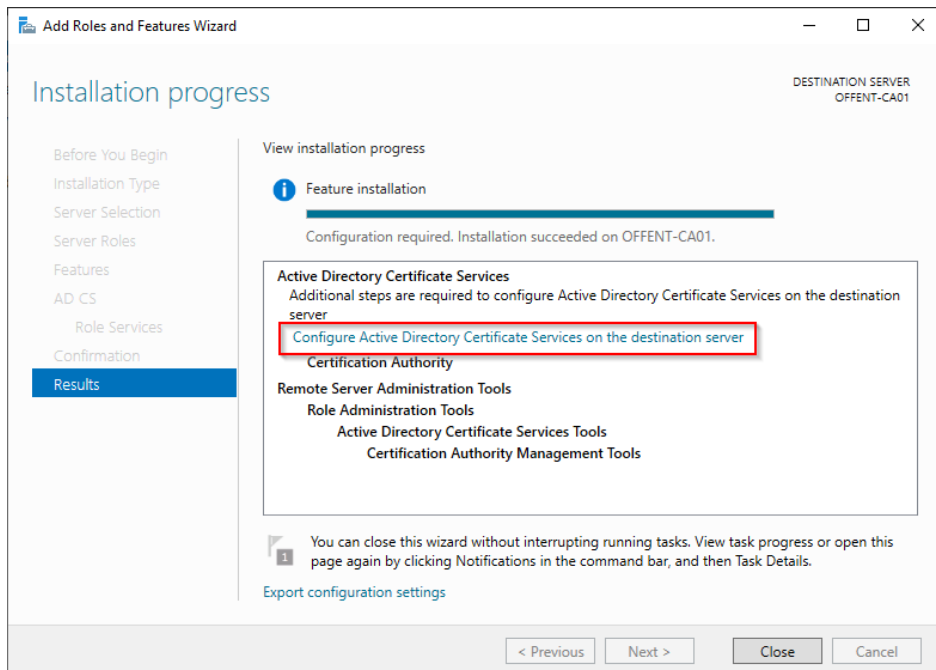 Add Roles and Features Wizard
Installation progress
DESTINATION SERVER
OFFENT-CA01
Before You Begin
Installation Type
Server Selection
Server Roles
Features
AD CS
Role Services
Confirmation
Results
View installation progress
Feature installation
Configuration required. Installation succeeded on OFFENT-CA01.
Active Directory Certificate Services
Additional steps are required to configure Active Directory Certificate Services on the destination
server
Configure Active Directory Certificate Services on the destination server
Certification Authority
Remote Server Administration Tools
Role Administration Tools
Active Directory Certificate Services Tools
Certification Authority Management Tools
1
You can close this wizard without interrupting running tasks. View task progress or open this
page again by clicking Notifications in the command bar, and then Task Details.
Export configuration settings
< Previous
Next >
Close
Cancel